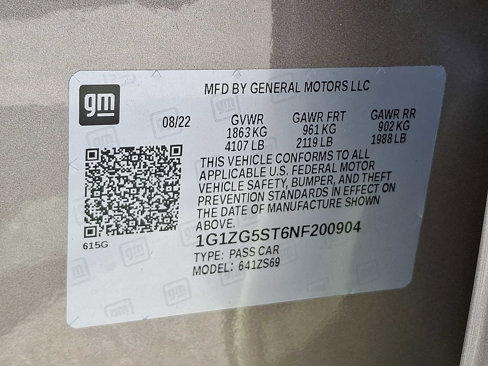 gm
MFD BY GENERAL MOTORS LLC
08/22 GVWR GAWR FRT GAWR RR
1863 KG 961 KG 902 KG
4107 LB 2119 LB 1988 LB
THIS VEHICLE CONFORMS TO ALL
APPLICABLE U.S. FEDERAL MOTOR
VEHICLE SAFETY, BUMPER, AND THEFT
PREVENTION STANDARDS IN EFFECT ON
THE DATE OF MANUFACTURE SHOWN
ABOVE.
615G
1G1ZG5ST6NF200904
TYPE: PASS CAR
MODEL: 641ZS69